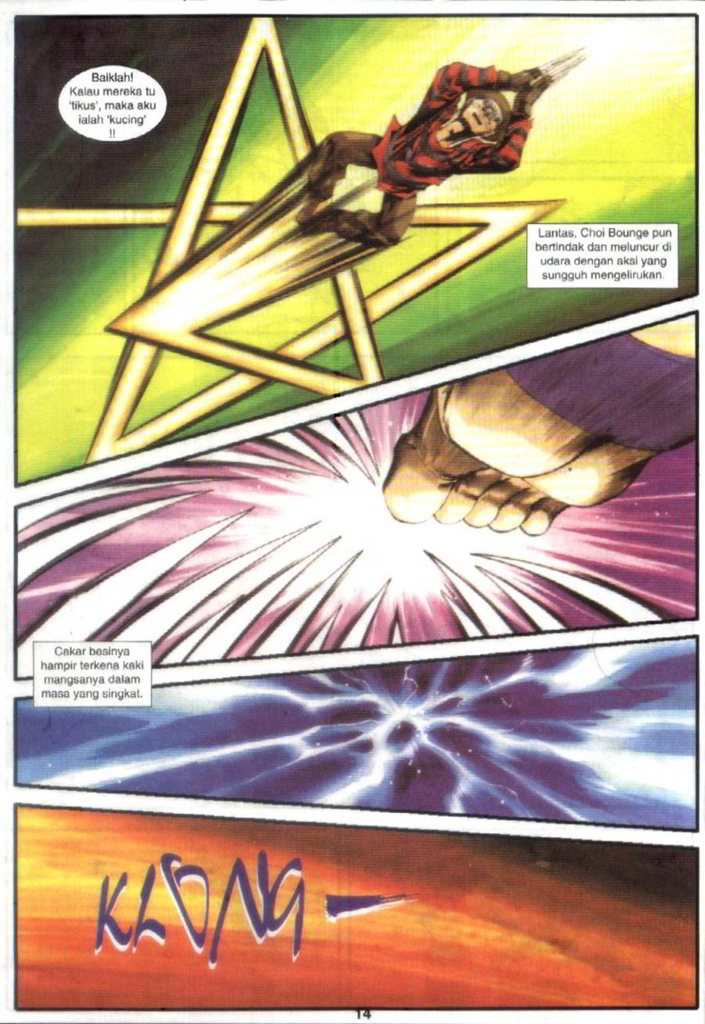 Baiklah!
Kalau mereka tu
'tikus', maka aku
ialah 'kucing'
!!
Lantas, Choi Bounge pun
bertindak dan meluncur di
udara dengan aksi yang
sungguh mengelirukan.
Cakar besinya
hampir terkena kaki
mangsanya dalam
masa yang singkat.
KLONG —
14